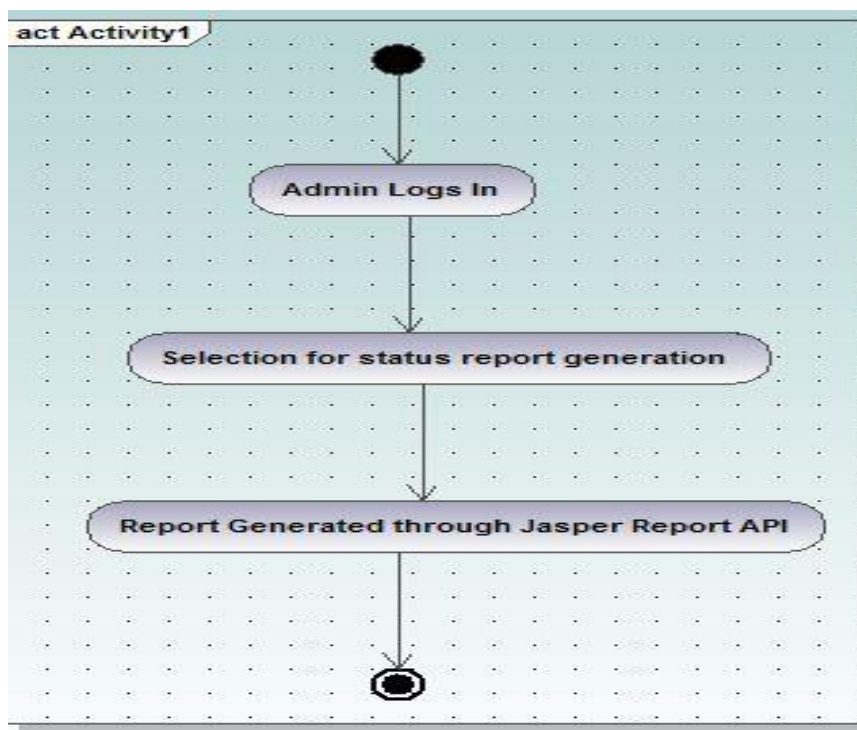 act Activity1
Admin Logs In
Selection for status report generation
Report Generated through Jasper Report API